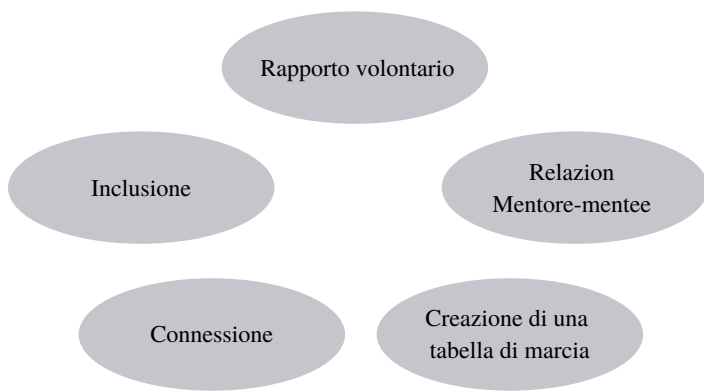 Rapporto volontario
Inclusione
Relazion
Mentore-mentee
Connessione
Creazione di una
tabella di marcia